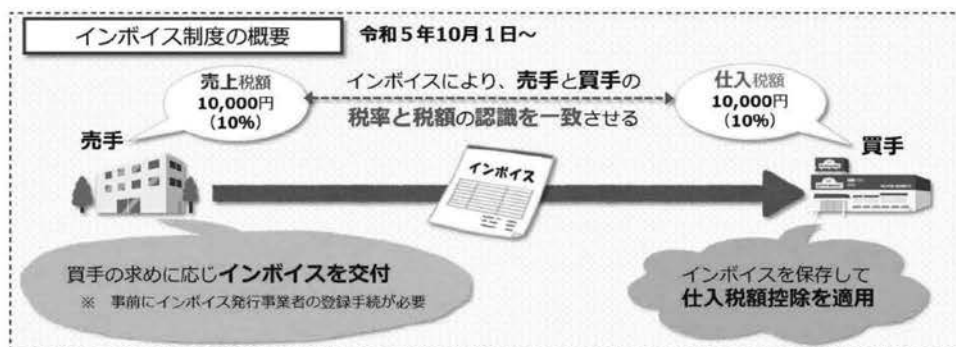 インボイス制度の概要
令和5年10月1日～
売上税額
10,000円
（10%）
インボイスにより、売手と買手の
税率と税額の認識を一致させる
仕入税額
10,000円
（10%）
売手
買手
インボイス
買手の求めに応じインボイスを交付
※ 事前にインボイス発行事業者の登録手続が必要
インボイスを保存して
仕入税額控除を適用